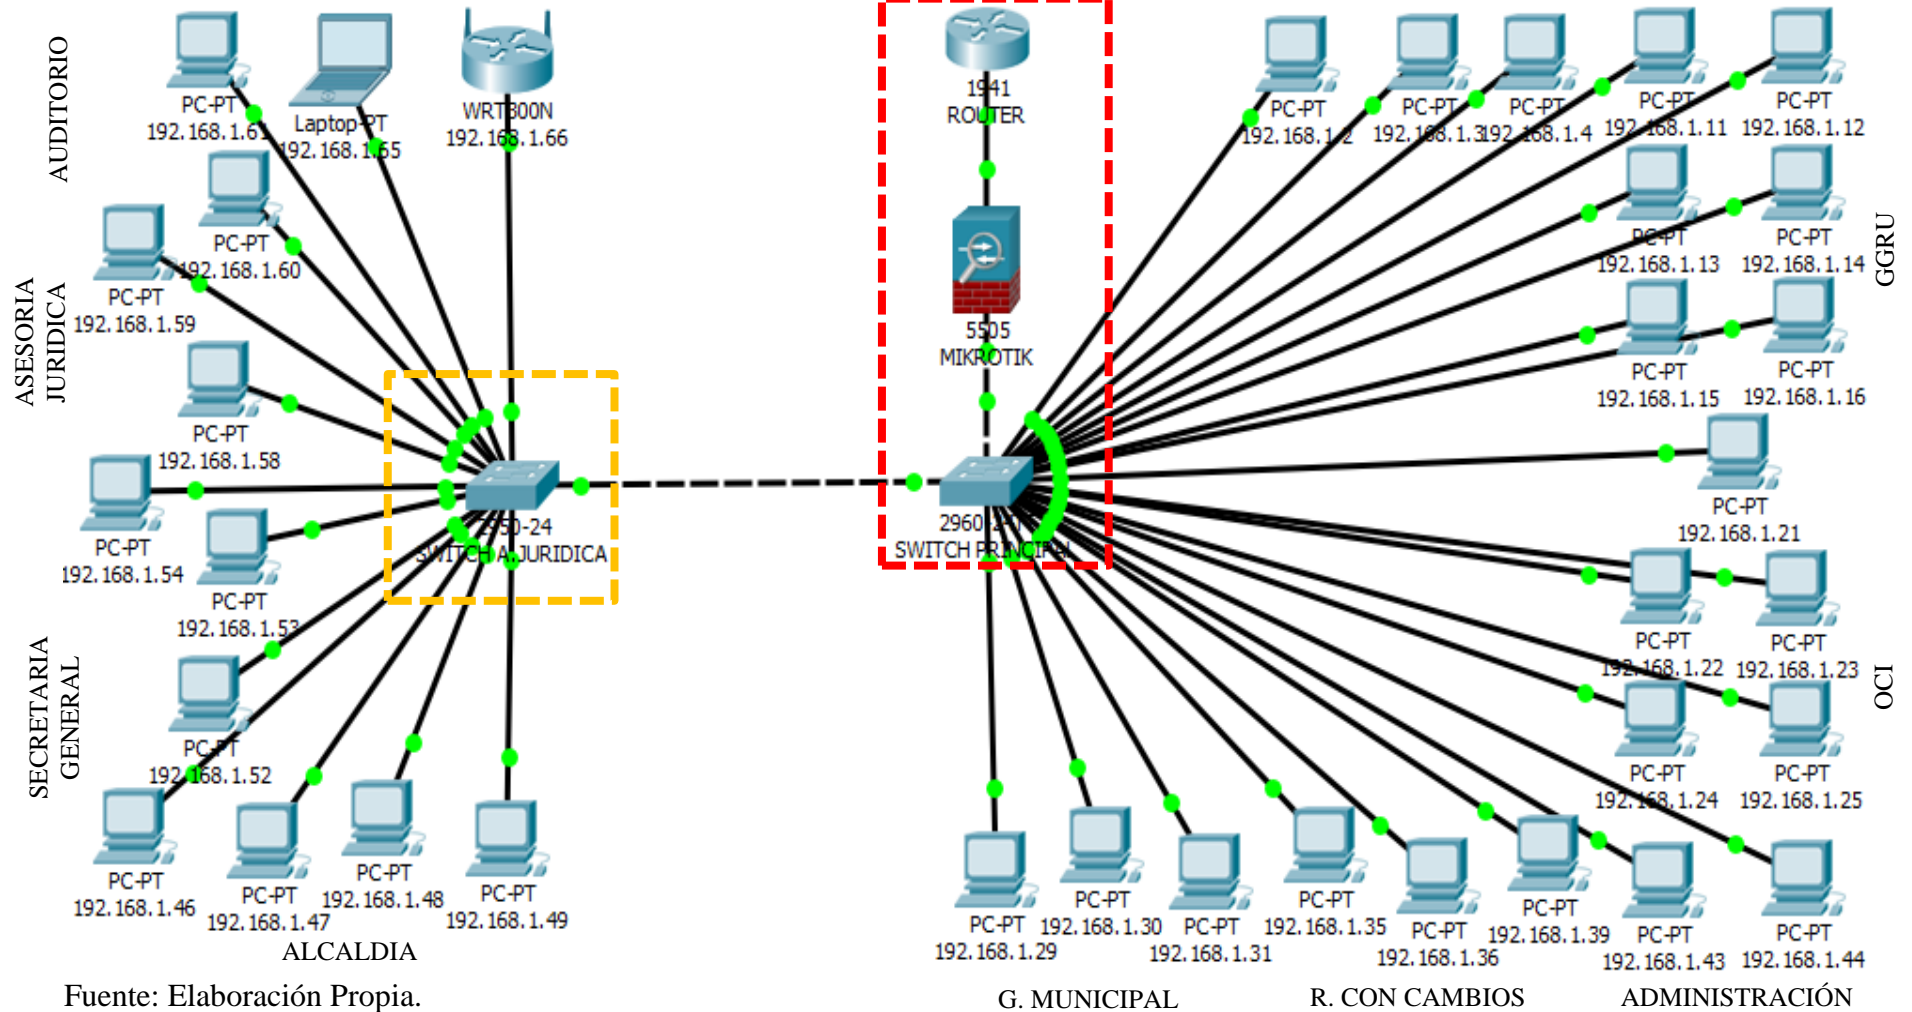 AUDITORIO
PC-PT
192.168.1.6
Laptop-PT
192.168.1.65
WRT300N
192.168.1.66
PC-PT
192.168.1.60
ASESORIA
JURIDICA
PC-PT
192.168.1.59
PC-PT
192.168.1.58
PC-PT
192.168.1.54
PC-PT
192.168.1.53
SECRETARIA
GENERAL
PC-PT
192.168.1.52
PC-PT
192.168.1.46
PC-PT
192.168.1.47
PC-PT
192.168.1.48
PC-PT
192.168.1.49
ALCALDIA
2950-24
SWITCH A.JURIDICA
1941
ROUTER
5505
MIKROTIK
SWITCH PRINCIPAL
PC-PT
192.168.1.2
PC-PT
192.168.1.3
PC-PT
192.168.1.4
PC-PT
192.168.1.11
PC-PT
192.168.1.12
PC-PT
192.168.1.13
PC-PT
192.168.1.14
GGRU
PC-PT
192.168.1.15
PC-PT
192.168.1.16
PC-PT
192.168.1.21
PC-PT
192.168.1.22
PC-PT
192.168.1.23
OCI
PC-PT
192.168.1.24
PC-PT
192.168.1.25
PC-PT
192.168.1.29
PC-PT
192.168.1.30
PC-PT
192.168.1.31
PC-PT
192.168.1.35
PC-PT
192.168.1.36
PC-PT
192.168.1.39
PC-PT
192.168.1.43
PC-PT
192.168.1.44
G. MUNICIPAL
R. CON CAMBIOS
ADMINISTRACIÓN
Fuente: Elaboración Propia.